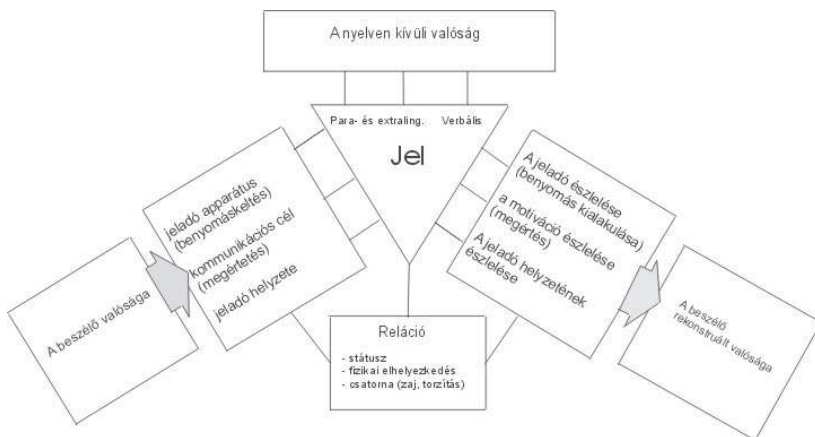 A nyelven kívüli valóság
Para- és extraling. Verbális
Jel
jeladó apparátus
(benyomáskeltés)
kommunikációs cél
(megértetés)
jeladó helyzete
A beszélő valósága
A jeladó észlelése
(benyomás kialakulása)
a motiváció észlelése
(megértés)
A jeladó helyzetének
észlelése
A beszélő
rekonstruált valósága
Reláció
- státusz
- fizikai elhelyezkedés
- csatorna (zaj, torzítás)